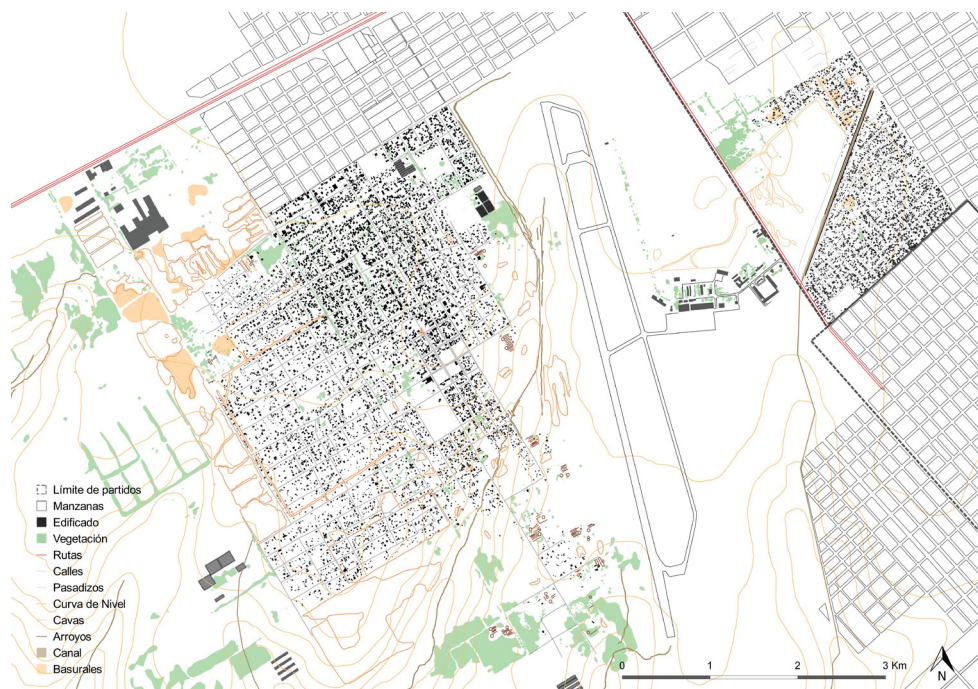 Límite de partidos
Manzanas
Edificado
Vegetación
Rutas
Calles
Pasadizos
Curva de Nivel
Cavas
Arroyos
Canal
Basurales
0 1 2 3 Km
N